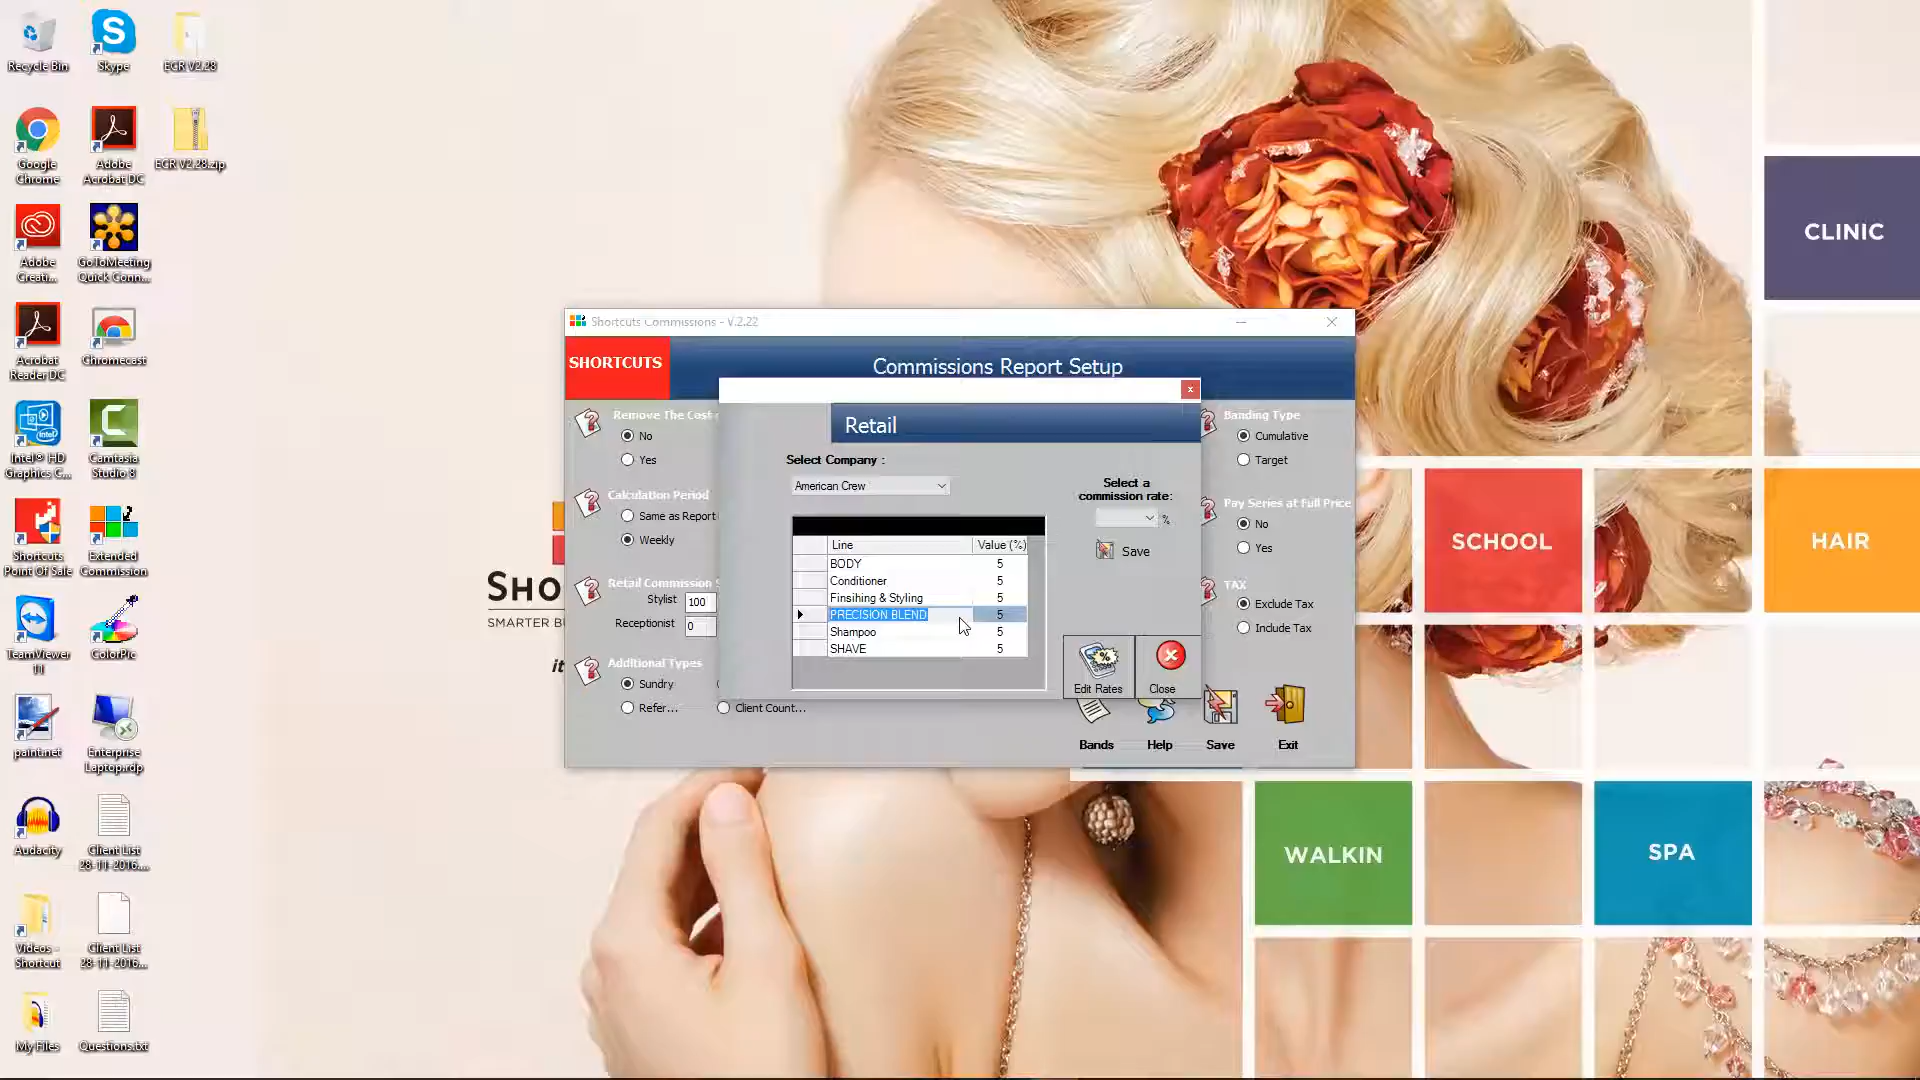 Recycle Bin
Skype
ECR V2.28
Google
Chrome
Adobe
Acrobat DC
ECR V2.28.zip
Adobe
Creati...
GoToMeeting
Quick Conn...
Acrobat
Reader DC
Chromecast
Intel® HD
Graphics C...
Camtasia
Studio 8
Shortcuts
Point Of Sale
Extended
Commission
TeamViewer
11
ColorPic
paint.net
Enterprise
Laptop.rdp
Audacity
Client List
28-11-2016....
Videos -
Shortcut
Client List
28-11-2016....
My Files
Questions.txt
SHO
SMARTER BU
it
Shortcuts Commissions - V.2.22
SHORTCUTS
Commissions Report Setup
Remove The Cost
No
Yes
Calculation Period
Same as Report
Weekly
Retail Commission S
Stylist 100
Receptionist 0
Additional Types
Sundry
Refer...
Client Count...
Retail
Select Company :
American Crew
Line Value (%)
BODY 5
Conditioner 5
Finsihing & Styling 5
PRECISION BLEND 5
Shampoo 5
SHAVE 5
Select a
commission rate:
%
Save
Edit Rates
Close
Banding Type
Cumulative
Target
Pay Series at Full Price
No
Yes
TAX
Exclude Tax
Include Tax
Bands
Help
Save
Exit
CLINIC
SCHOOL
HAIR
WALKIN
SPA